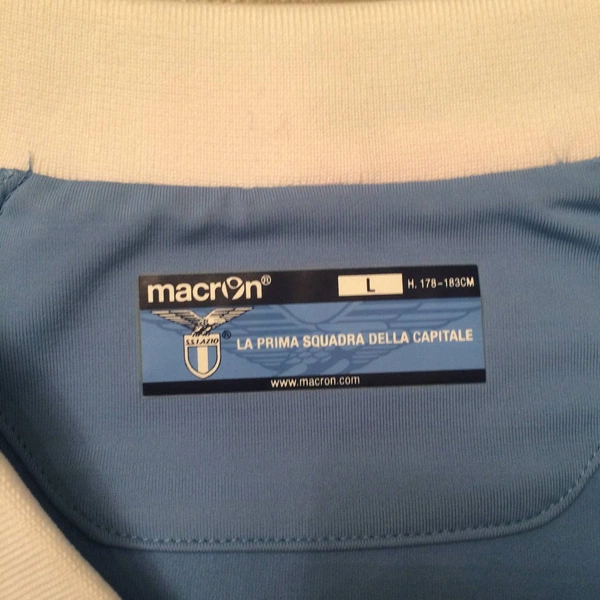 macron® L H. 178-183CM
S.S.LAZIO ® LA PRIMA SQUADRA DELLA CAPITALE
www.macron.com